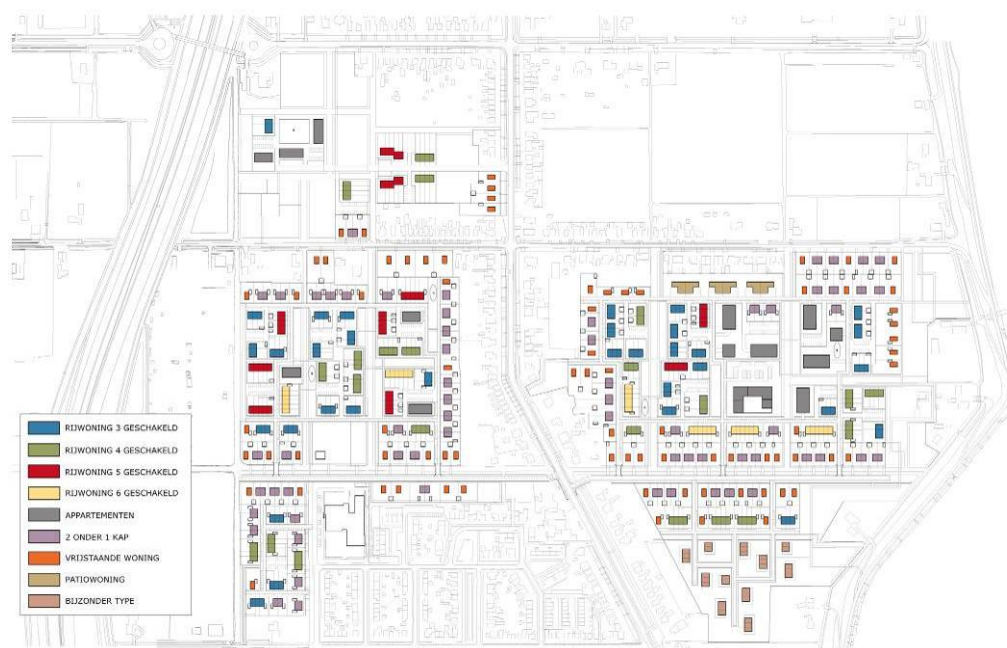 RIJWONING 3 GESCHAKELD
RIJWONING 4 GESCHAKELD
RIJWONING 5 GESCHAKELD
RIJWONING 6 GESCHAKELD
APPARTEMENTEN
2 ONDER 1 KAP
VRIJSTAANDE WONING
PATIOWONING
BIJZONDER TYPE